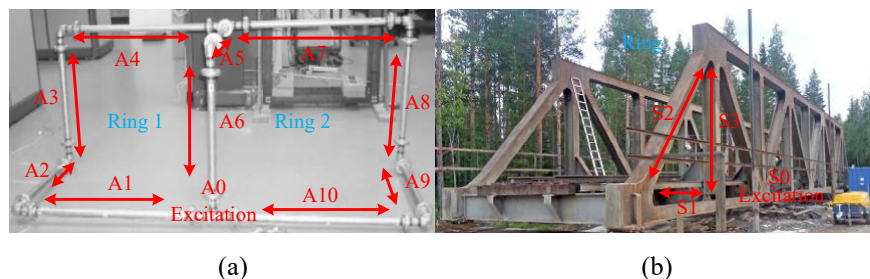 A4
A5
A7
A3
A6
A8
Ring 1
Ring 2
A2
A1
A0
A10
A9
Excitation
(a)
Ring
S2
S3
S1
S0
Excitation
(b)